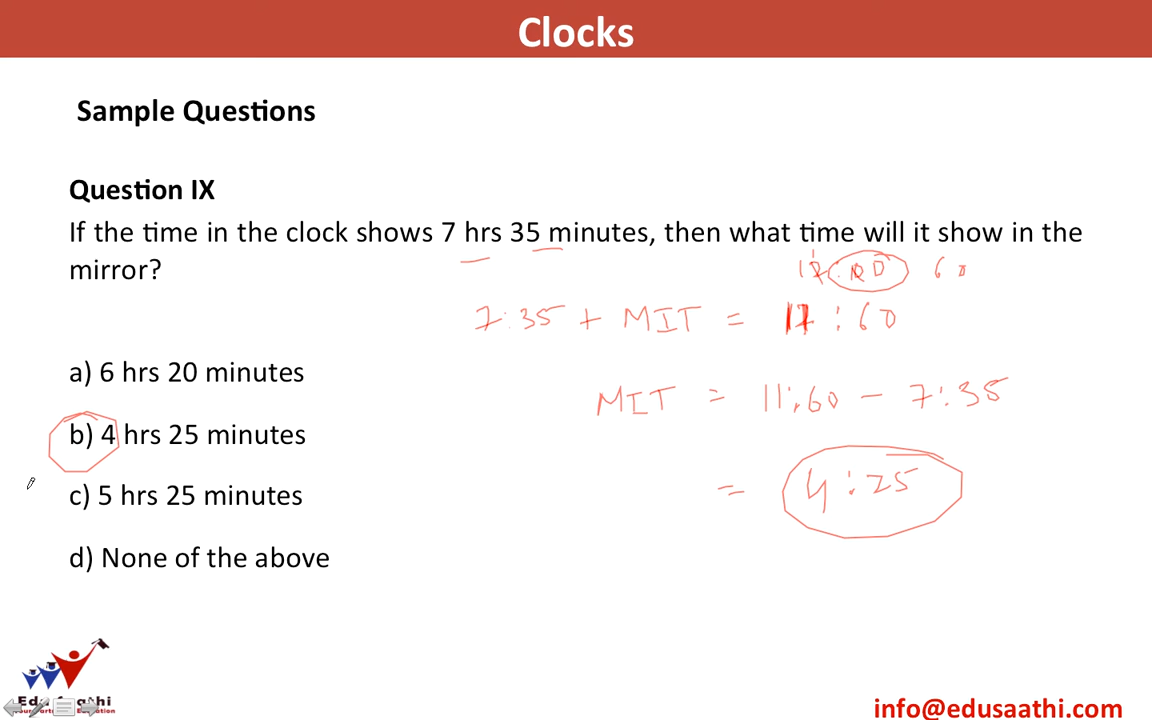 Clocks
Sample Questions
Question IX
If the time in the clock shows 7 hrs 35 minutes, then what time will it show in the
mirror?
60
7:35 + MIT = 11:60
a) 6 hrs 20 minutes
MIT = 11:60 - 7:35
b) 4 hrs 25 minutes
= 4:25
c) 5 hrs 25 minutes
d) None of the above
info@edusaathi.com